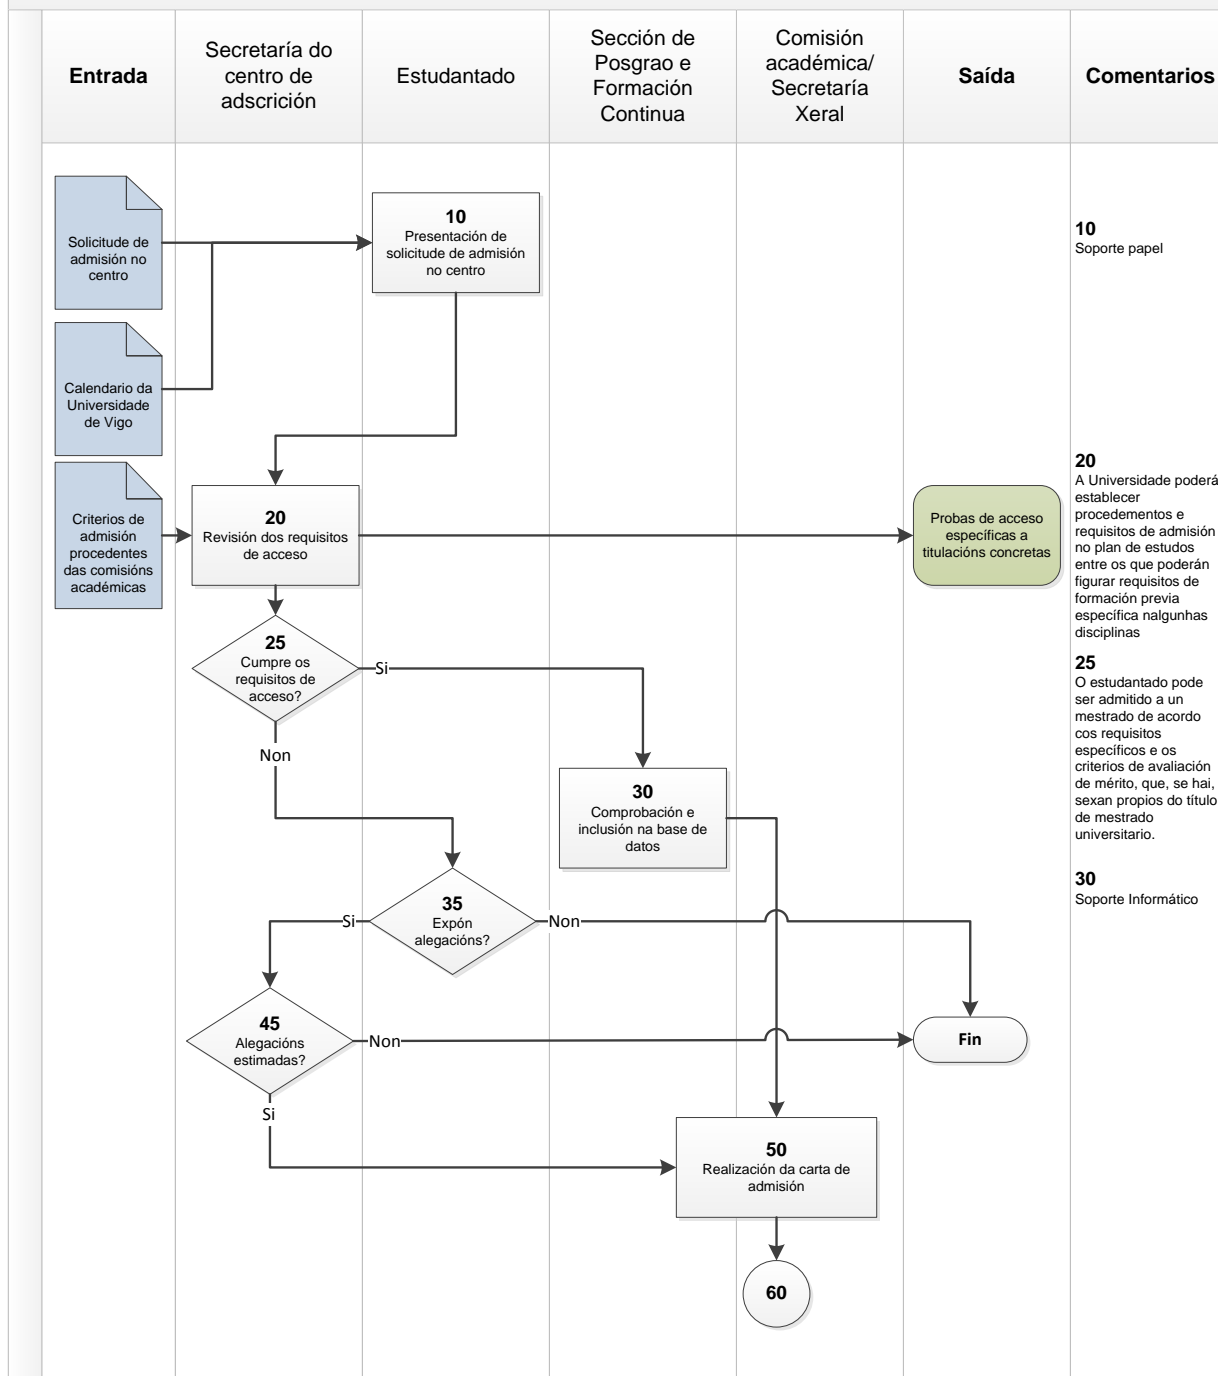 Entrada
Secretaría do
centro de
adscrición
Estudantado
Sección de
Posgrao e
Formación
Continua
Comisión
académica/
Secretaría
Xeral
Saída
Comentarios
Solicitude de
admisión no
centro
10
Presentación de
solicitude de admisión
no centro
10
Soporte papel
Calendario da
Universidade
de Vigo
Criterios de
admisión
procedentes
das comisións
académicas
20
Revisión dos requisitos
de acceso
Probas de acceso
específicas a
titulacións concretas
20
A Universidade poderá
establecer
procedementos e
requisitos de admisión
no plan de estudos
entre os que poderán
figurar requisitos de
formación previa
específica nalgunhas
disciplinas
25
Cumpre os
requisitos de
acceso?
Si
Non
25
O estudantado pode
ser admitido a un
mestrado de acordo
cos requisitos
específicos e os
criterios de avaliación
de mérito, que, se hai,
sexan propios do título
de mestrado
universitario.
30
Comprobación e
inclusión na base de
datos
30
Soporte Informático
35
Expón
alegacións?
Si
Non
45
Alegacións
estimadas?
Non
Si
Fin
50
Realización da carta de
admisión
60